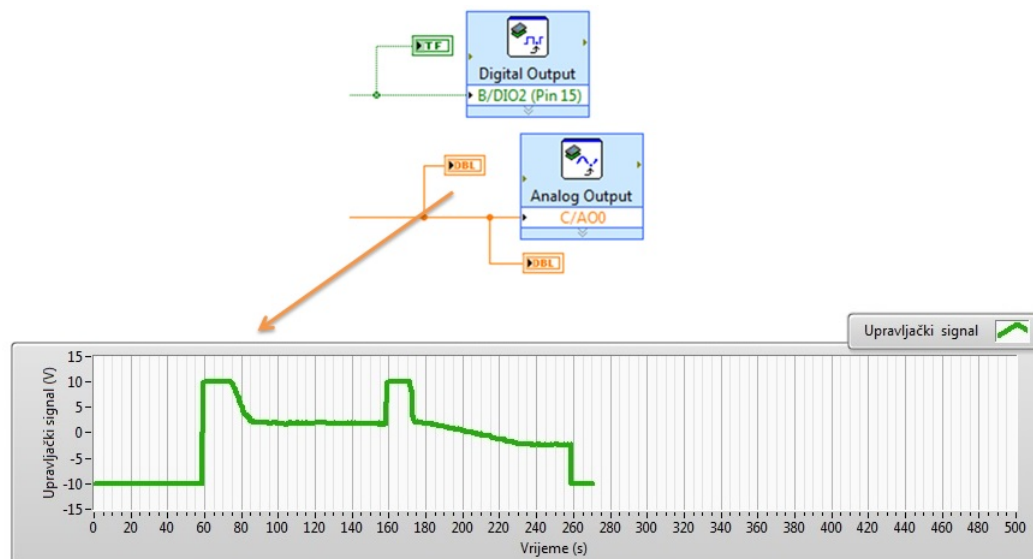 TF
Digital Output
B/DIO2 (Pin 15)
DBL
Analog Output
C/AO0
DBL
Upravljački signal
Upravljački signal (V)
15
10
5
0
-5
-10
-15
0 20 40 60 80 100 120 140 160 180 200 220 240 260 280 300 320 340 360 380 400 420 440 460 480 500
Vrijeme (s)